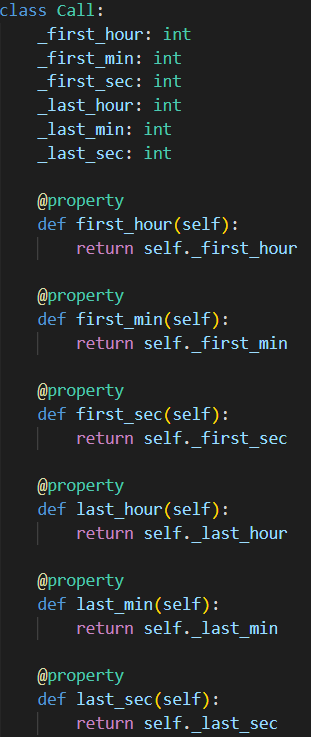 class Call:
    _first_hour: int
    _first_min: int
    _first_sec: int
    _last_hour: int
    _last_min: int
    _last_sec: int

    @property
    def first_hour(self):
        return self._first_hour

    @property
    def first_min(self):
        return self._first_min

    @property
    def first_sec(self):
        return self._first_sec

    @property
    def last_hour(self):
        return self._last_hour

    @property
    def last_min(self):
        return self._last_min

    @property
    def last_sec(self):
        return self._last_sec